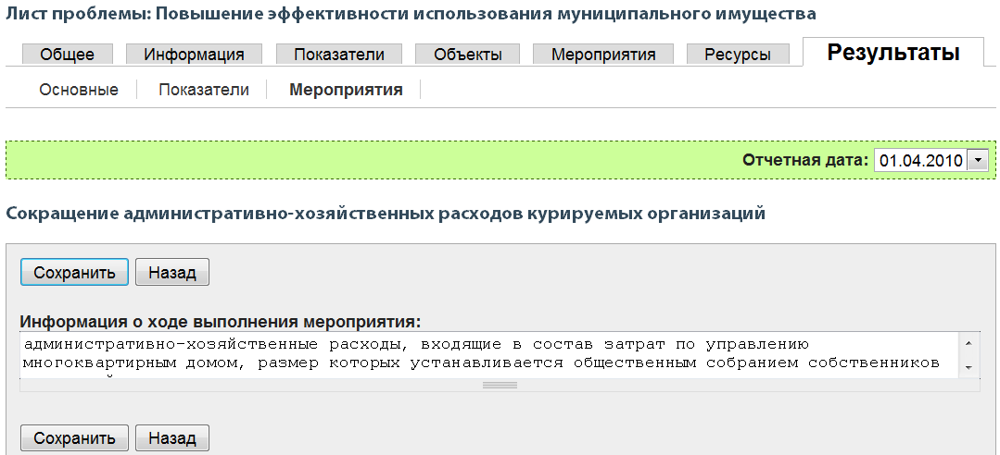 Лист проблемы: Повышение эффективности использования муниципального имущества
Общее Информация Показатели Объекты Мероприятия Ресурсы Результаты
Основные Показатели Мероприятия
Отчетная дата: 01.04.2010
Сокращение административно-хозяйственных расходов курируемых организаций
Сохранить Назад
Информация о ходе выполнения мероприятия:
административно-хозяйственные расходы, входящие в состав затрат по управлению
многоквартирным домом, размер которых устанавливается общественным собранием собственников
Сохранить Назад